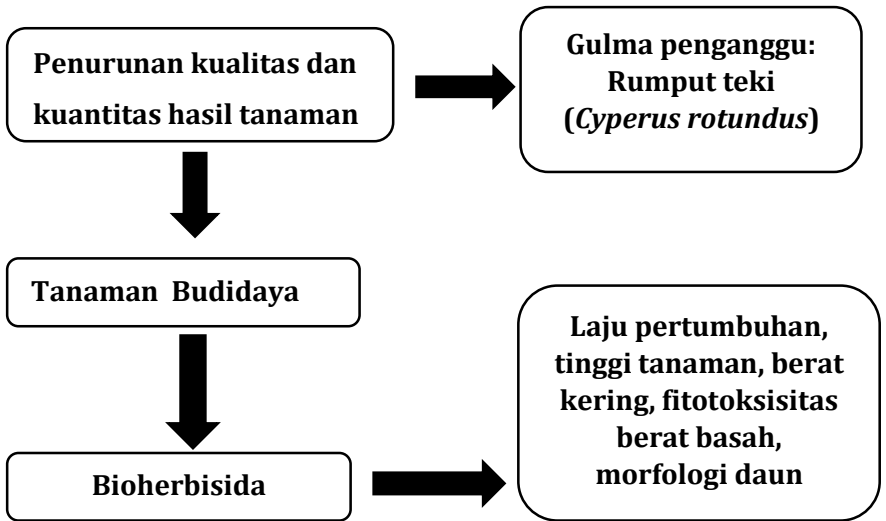 Penurunan kualitas dan
kuantitas hasil tanaman
Gulma penganggu:
Rumput teki
(Cyperus rotundus)
Tanaman Budidaya
Laju pertumbuhan,
tinggi tanaman, berat
kering, fitotoksisitas
berat basah,
morfologi daun
Bioherbisida